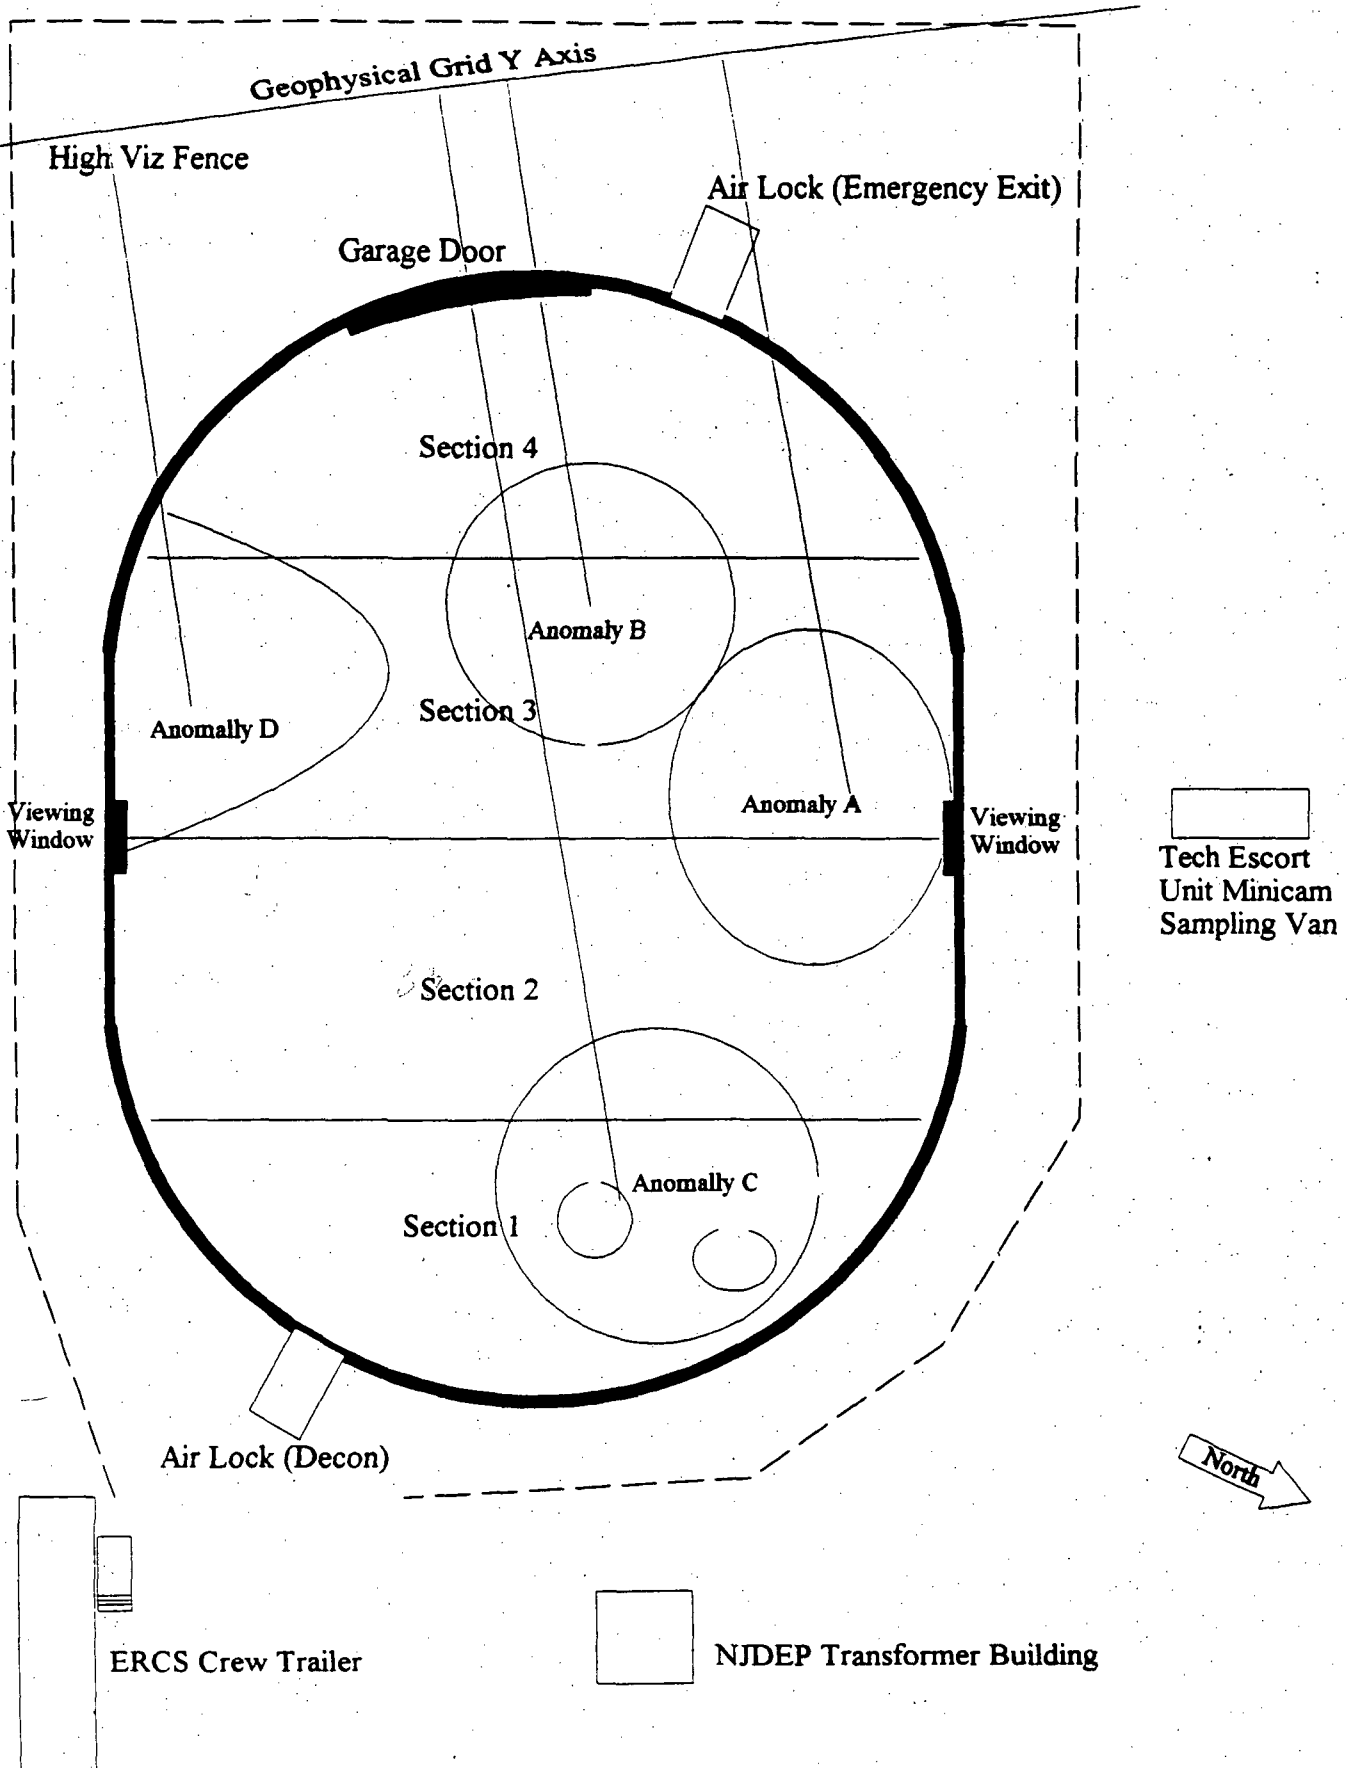 Geophysical Grid Y Axis
High Viz Fence
Air Lock (Emergency Exit)
Garage Door
Section 4
Anomaly B
Section 3
Anomally D
Anomaly A
Viewing
Window
Viewing
Window
Tech Escort
Unit Minicam
Sampling Van
Section 2
Anomally C
Section 1
Air Lock (Decon)
North
ERCS Crew Trailer
NJDEP Transformer Building